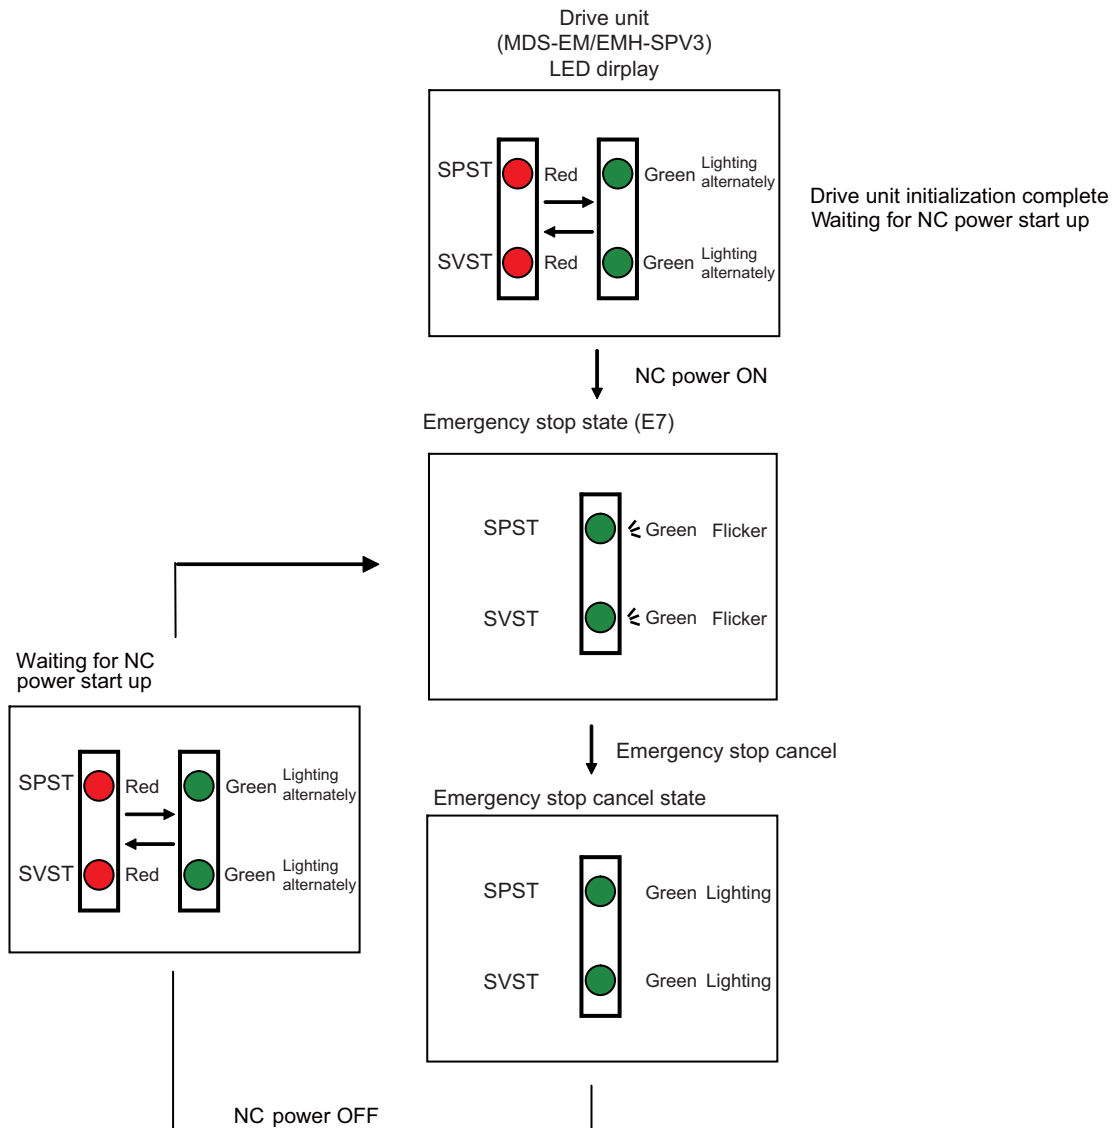 Drive unit
(MDS-EM/EMH-SPV3)
LED dirplay
SPST Red Green Lighting
alternately
SVST Red Green Lighting
alternately
Drive unit initialization complete
Waiting for NC power start up
NC power ON
Emergency stop state (E7)
SPST Green Flicker
SVST Green Flicker
Waiting for NC
power start up
SPST Red Green Lighting
alternately
SVST Red Green Lighting
alternately
Emergency stop cancel
Emergency stop cancel state
SPST Green Lighting
SVST Green Lighting
NC power OFF